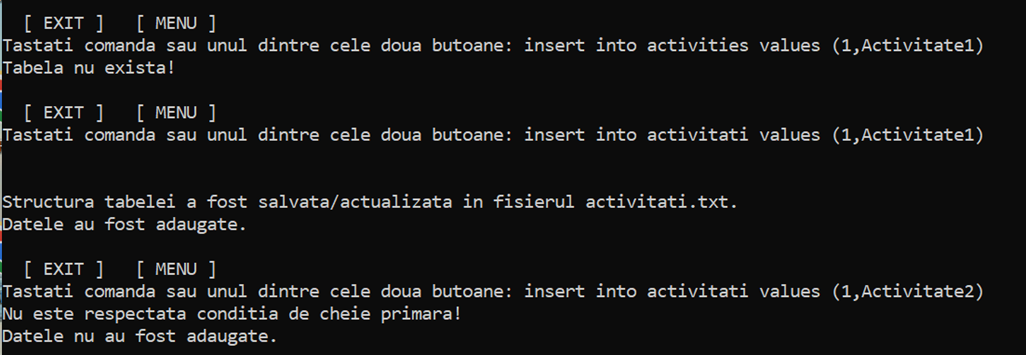 [ EXIT ]   [ MENU ]
Tastati comanda sau unul dintre cele doua butoane: insert into activities values (1,Activitate1)
Tabela nu exista!
[ EXIT ]   [ MENU ]
Tastati comanda sau unul dintre cele doua butoane: insert into activitati values (1,Activitate1)
Structura tabelei a fost salvata/actualizata in fisierul activitati.txt.
Datele au fost adaugate.
[ EXIT ]   [ MENU ]
Tastati comanda sau unul dintre cele doua butoane: insert into activitati values (1,Activitate2)
Nu este respectata conditia de cheie primara!
Datele nu au fost adaugate.